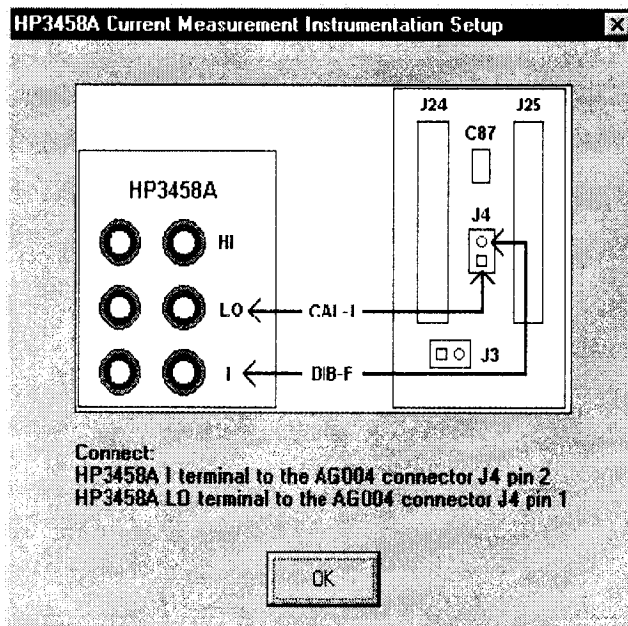 HP3458A Current Measurement Instrumentation Setup
J24
J25
C87
HP3458A
J4
HI
LO
CAL-I
J3
I
DIB-F
Connect:
HP3458A I terminal to the AG004 connector J4 pin 2
HP3458A LO terminal to the AG004 connector J4 pin 1
OK